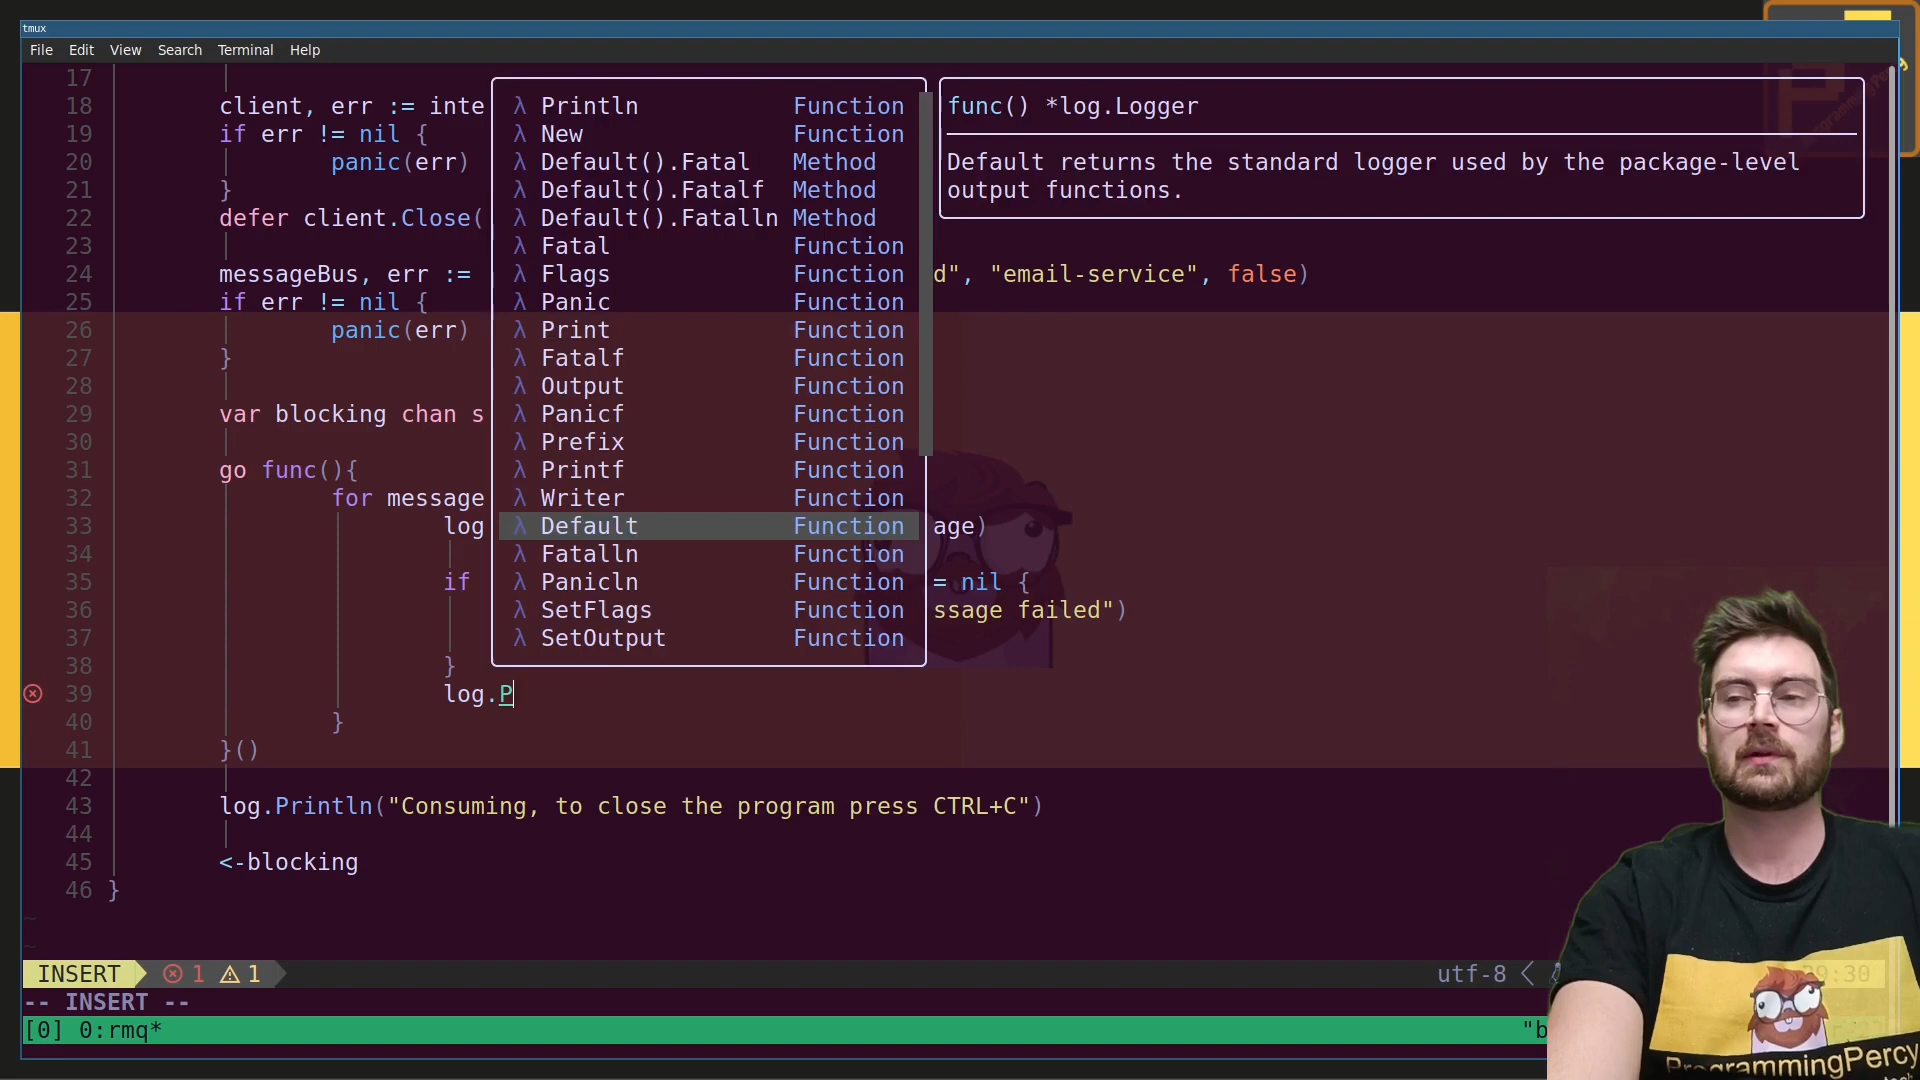 tmux
File Edit View Search Terminal Help
17
18 client, err := inte
19 if err != nil {
20 panic(err)
21 }
22 defer client.Close(
23
24 messageBus, err := d", "email-service", false)
25 if err != nil {
26 panic(err)
27 }
28
29 var blocking chan s
30
31 go func(){
32 for message
33 log age)
34
35 if = nil {
36 ssage failed")
37
38 }
39 log.P
40 }
41 }()
42
43 log.Println("Consuming, to close the program press CTRL+C")
44
45 <-blocking
46 }
~
~
λ Println Function
λ New Function
λ Default().Fatal Method
λ Default().Fatalf Method
λ Default().Fatalln Method
λ Fatal Function
λ Flags Function
λ Panic Function
λ Print Function
λ Fatalf Function
λ Output Function
λ Panicf Function
λ Prefix Function
λ Printf Function
λ Writer Function
λ Default Function
λ Fatalln Function
λ Panicln Function
λ SetFlags Function
λ SetOutput Function
func() *log.Logger
Default returns the standard logger used by the package-level
output functions.
INSERT 1 1 utf-8
-- INSERT --
[0] 0:rmq* "b
ProgrammingPercy